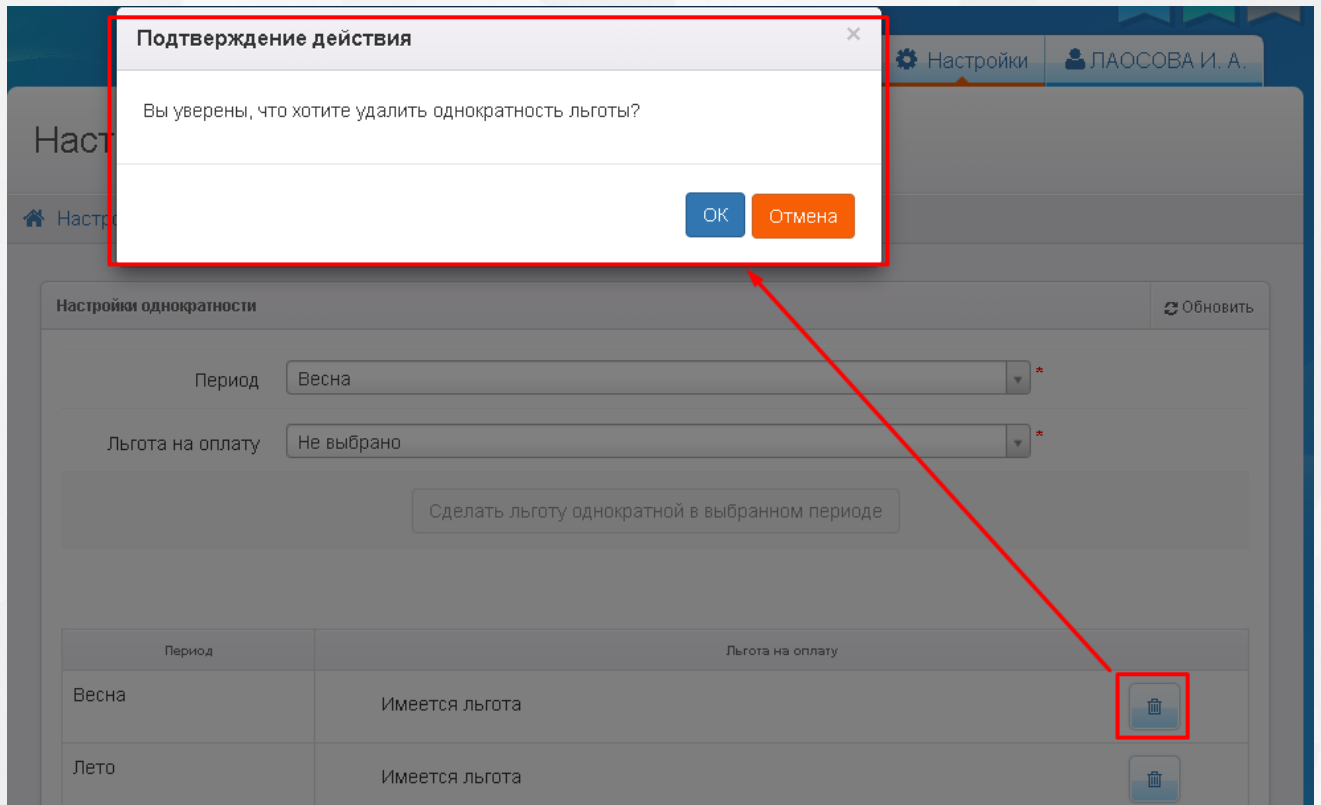 Подтверждение действия
×
Настройки
ЛАОСОВА И. А.
Вы уверены, что хотите удалить однократность льготы?
Наст
ОК
Отмена
Настро
Настройки однократности
Обновить
Период
Весна
*
Льгота на оплату
Не выбрано
*
Сделать льготу однократной в выбранном периоде
Период
Льгота на оплату
Весна
Имеется льгота
Лето
Имеется льгота